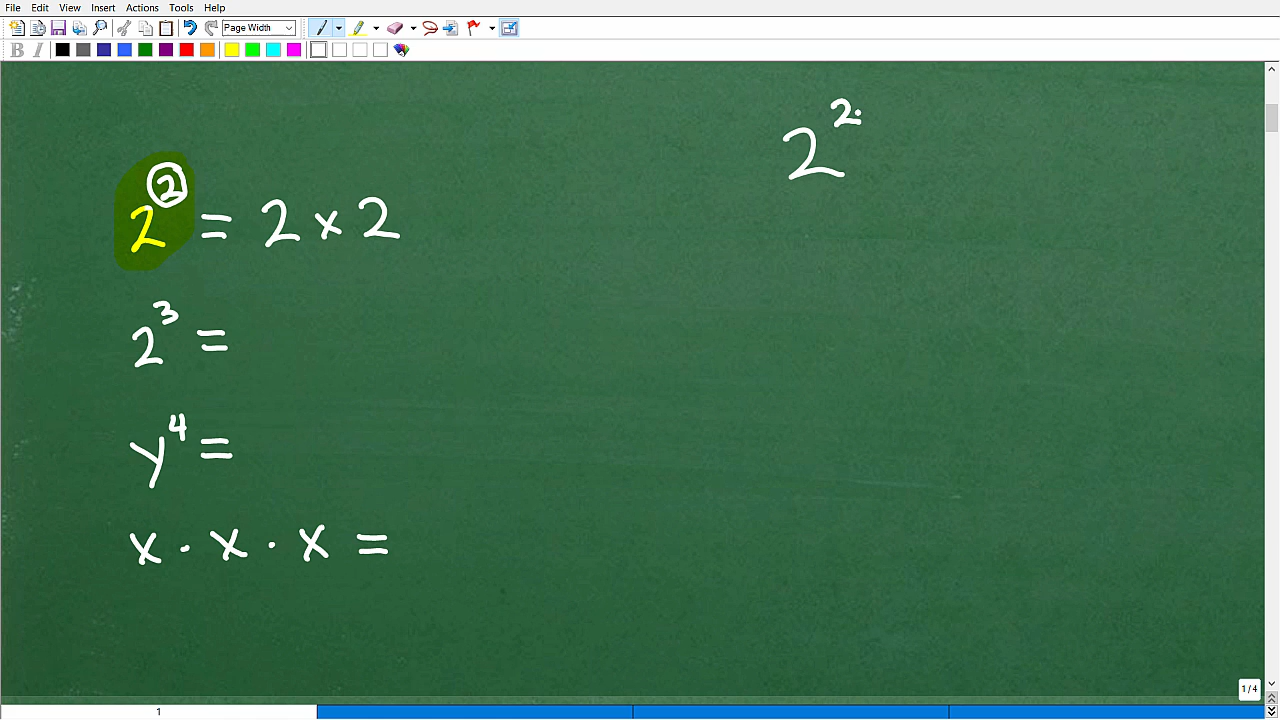 File Edit View Insert Actions Tools Help
Page Width
B I
2²
2² = 2 x 2
2³ =
y⁴ =
x · x · x =
1 / 4
1